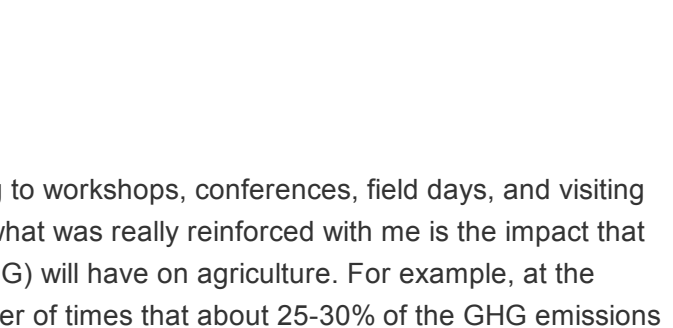 to workshops, conferences, field days, and visiting
what was really reinforced with me is the impact that
G) will have on agriculture. For example, at the
er of times that about 25-30% of the GHG emissions